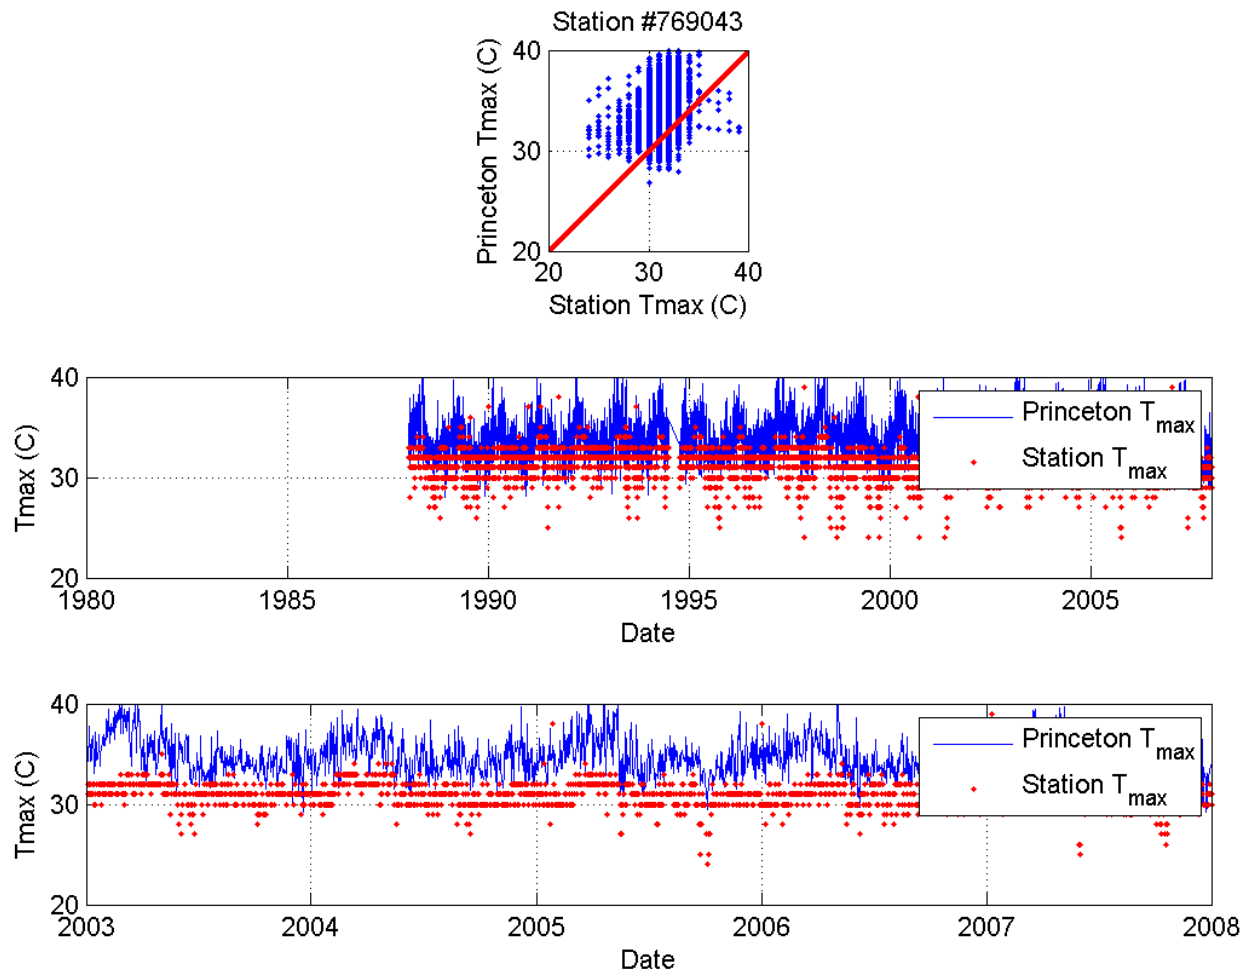 Station #769043
Princeton Tmax (C)
40
30
20
20 30 40
Station Tmax (C)
Tmax (C)
40
30
20
Princeton Tmax
Station Tmax
1980 1985 1990 1995 2000 2005
Date
Tmax (C)
40
30
20
Princeton Tmax
Station Tmax
2003 2004 2005 2006 2007 2008
Date